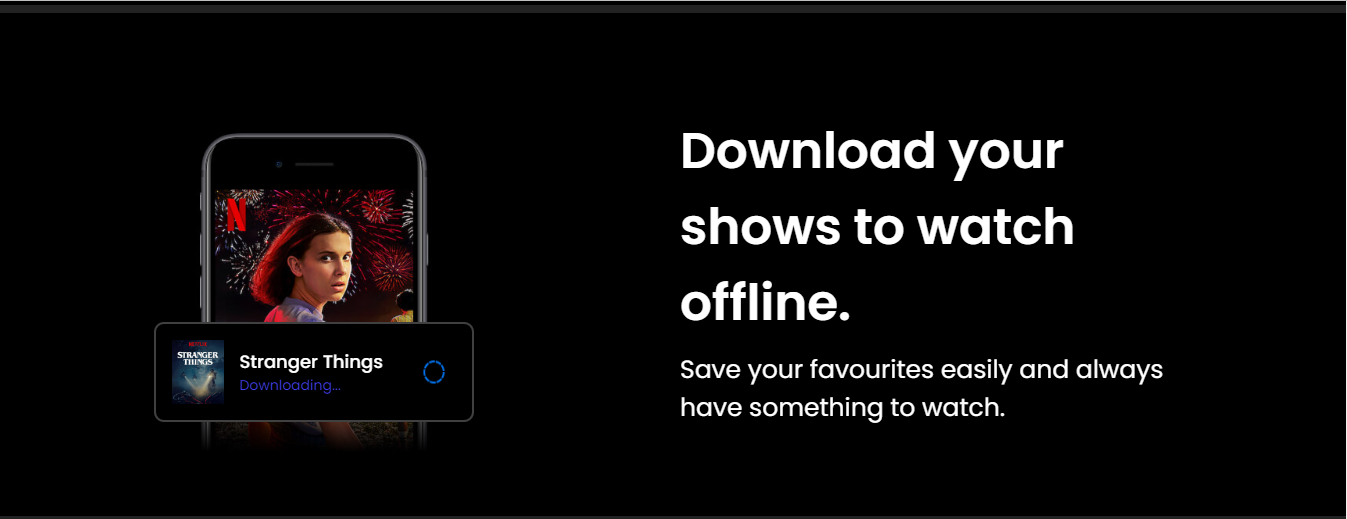 Download your
shows to watch
offline.
Save your favourites easily and always
have something to watch.
N
NETFLIX
STRANGER
THINGS
Stranger Things
Downloading...